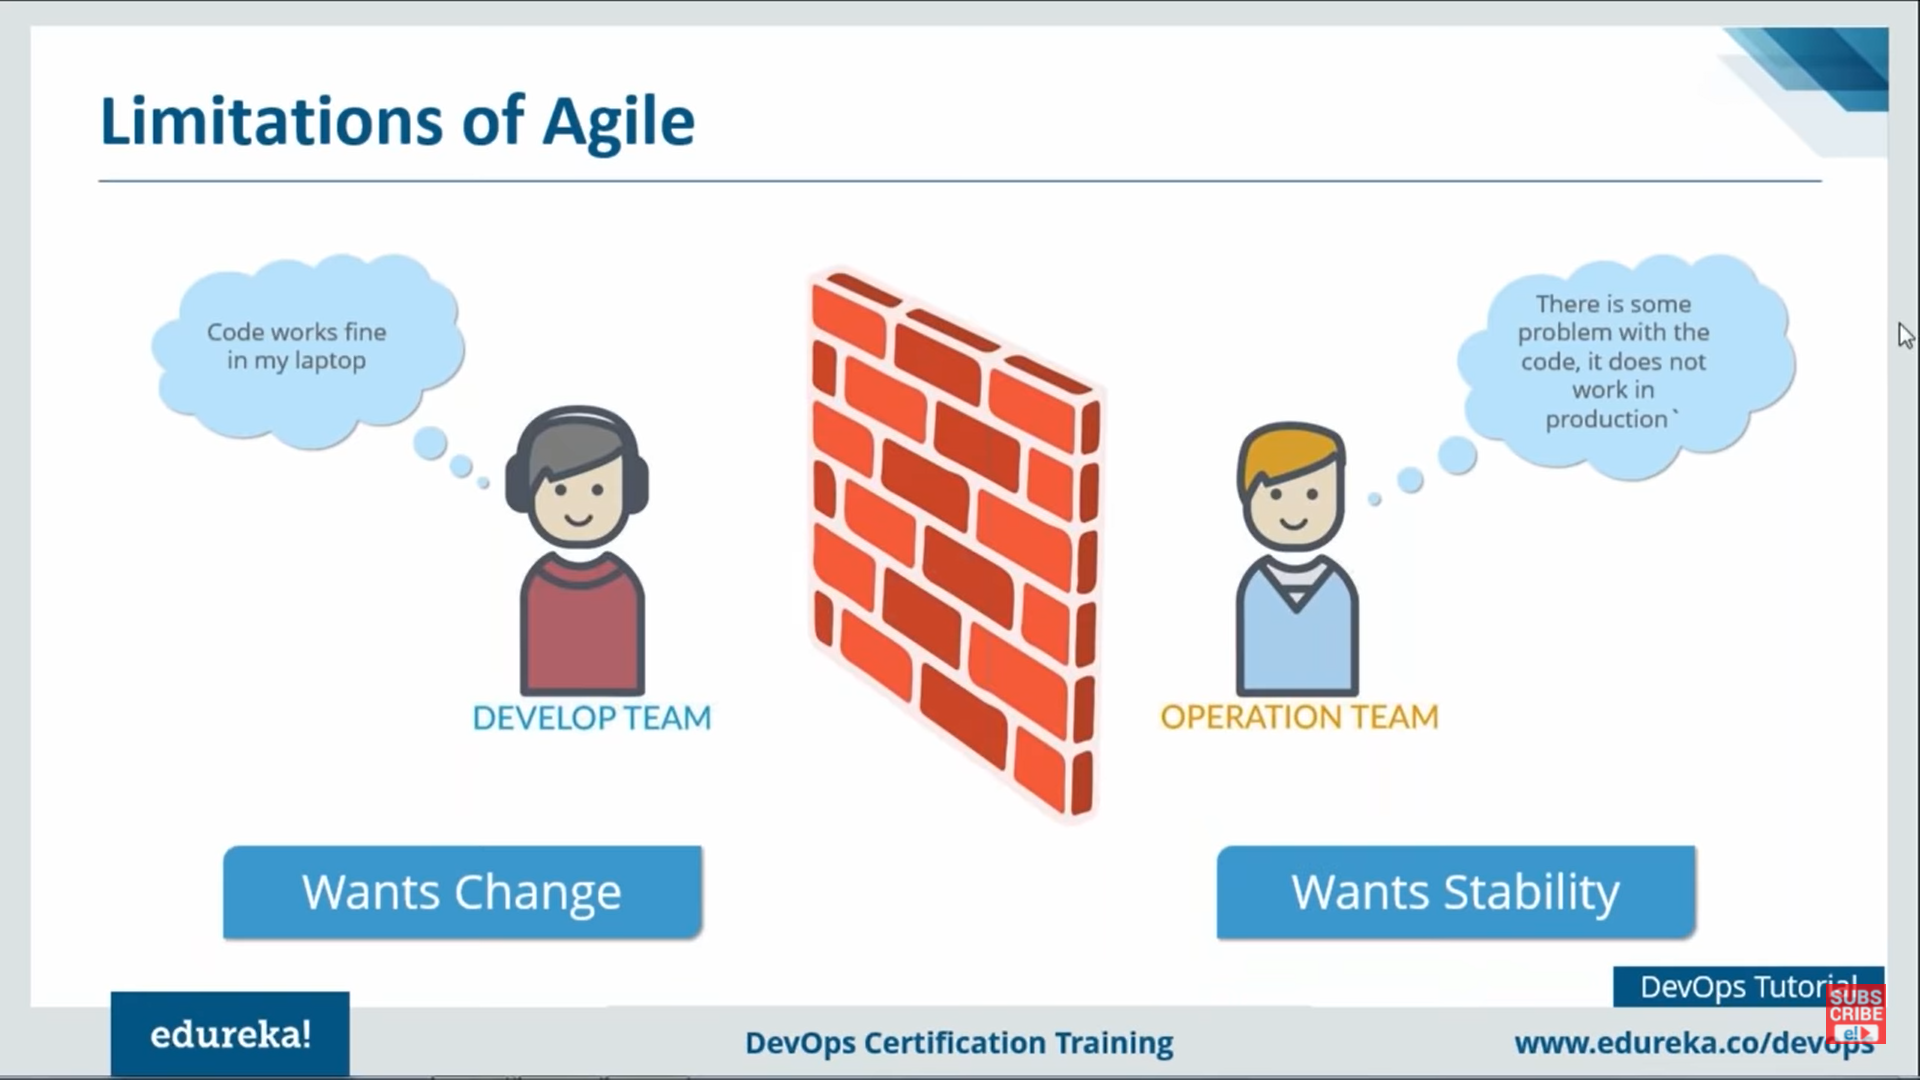 Limitations of Agile
Code works fine
in my laptop
There is some
problem with the
code, it does not
work in
production`
DEVELOP TEAM
OPERATION TEAM
Wants Change
Wants Stability
DevOps Tutorial
SUBS
CRIBE
e!
edureka!
DevOps Certification Training
www.edureka.co/devops